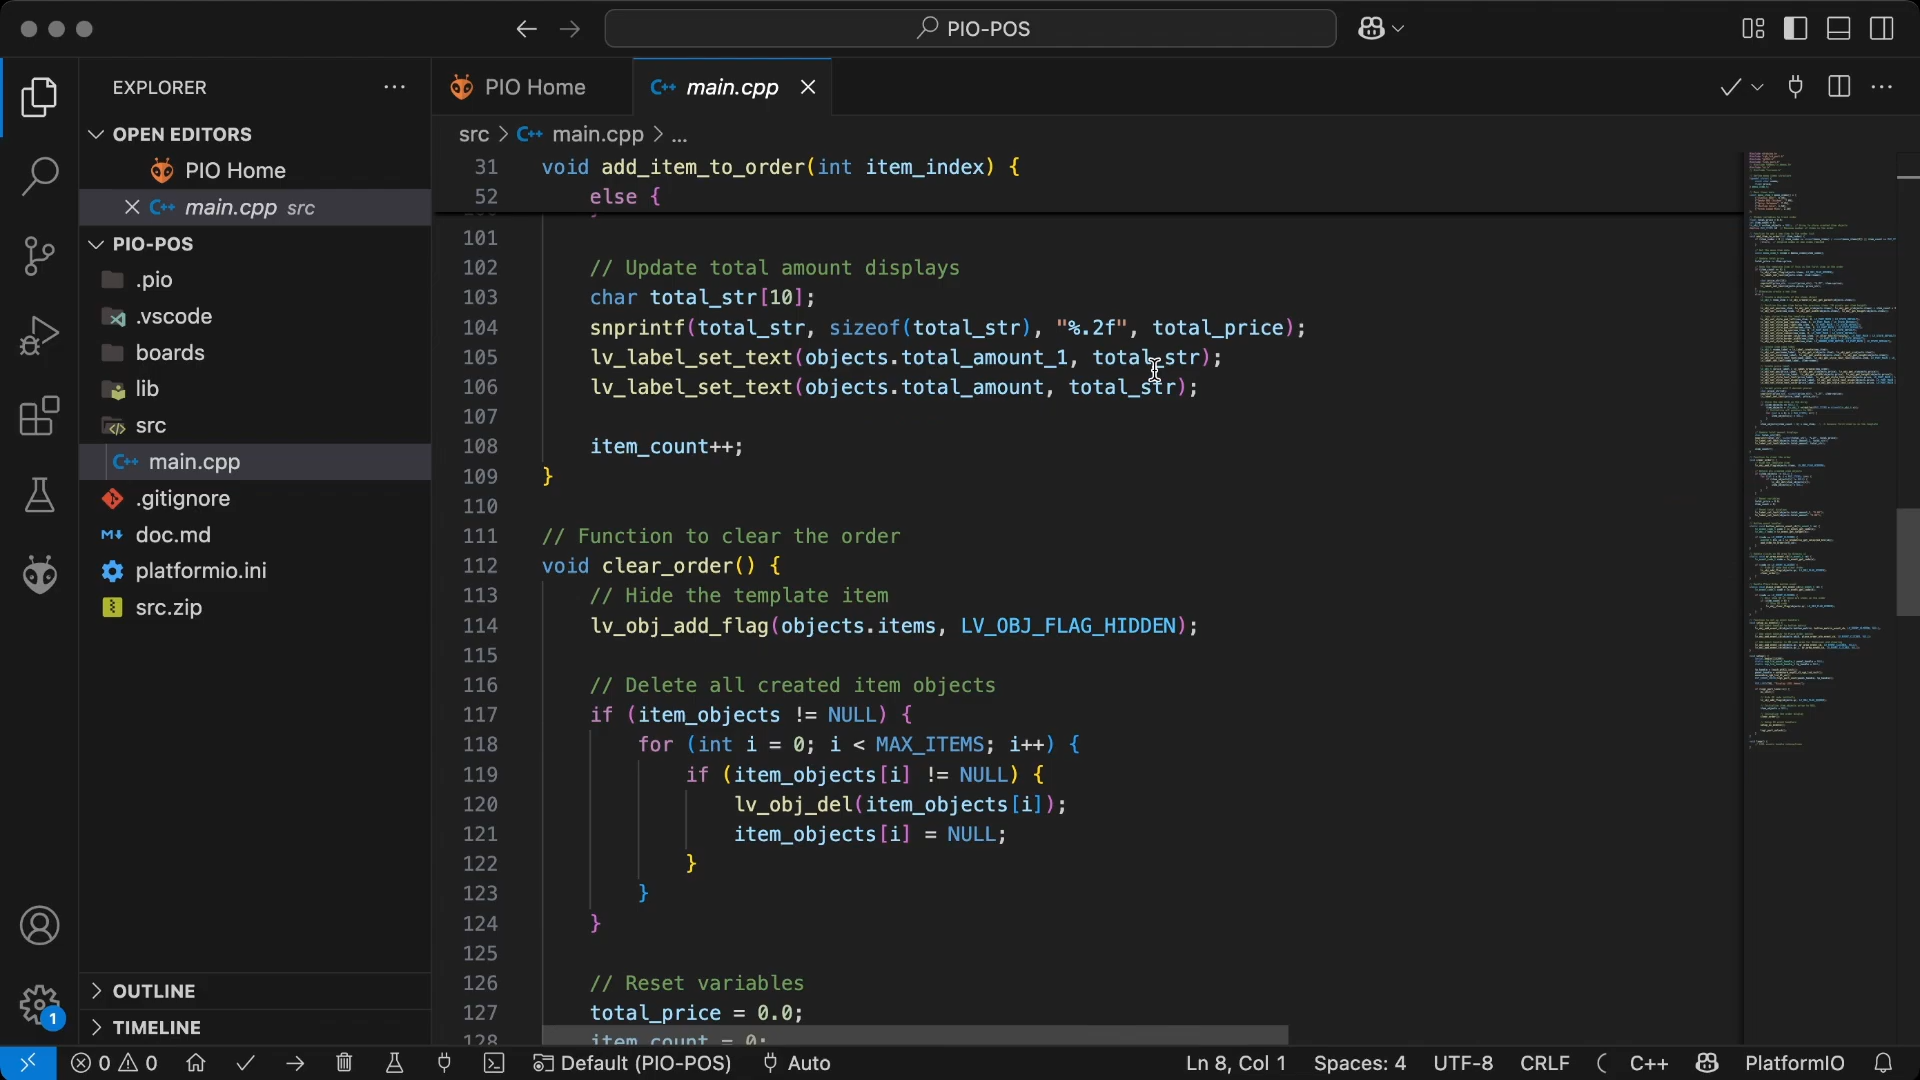 PIO-POS
EXPLORER
PIO Home
main.cpp
OPEN EDITORS
PIO Home
main.cpp src
PIO-POS
.pio
.vscode
boards
lib
src
main.cpp
.gitignore
doc.md
platformio.ini
src.zip
OUTLINE
TIMELINE
src > main.cpp > ...
31 void add_item_to_order(int item_index) {
52 else {
101
102 // Update total amount displays
103 char total_str[10];
104 snprintf(total_str, sizeof(total_str), "%.2f", total_price);
105 lv_label_set_text(objects.total_amount_1, total_str);
106 lv_label_set_text(objects.total_amount, total_str);
107
108 item_count++;
109 }
110
111 // Function to clear the order
112 void clear_order() {
113 // Hide the template item
114 lv_obj_add_flag(objects.items, LV_OBJ_FLAG_HIDDEN);
115
116 // Delete all created item objects
117 if (item_objects != NULL) {
118 for (int i = 0; i < MAX_ITEMS; i++) {
119 if (item_objects[i] != NULL) {
120 lv_obj_del(item_objects[i]);
121 item_objects[i] = NULL;
122 }
123 }
124 }
125
126 // Reset variables
127 total_price = 0.0;
128 item_count = 0;
1
0 0 Default (PIO-POS) Auto Ln 8, Col 1 Spaces: 4 UTF-8 CRLF C++ PlatformIO